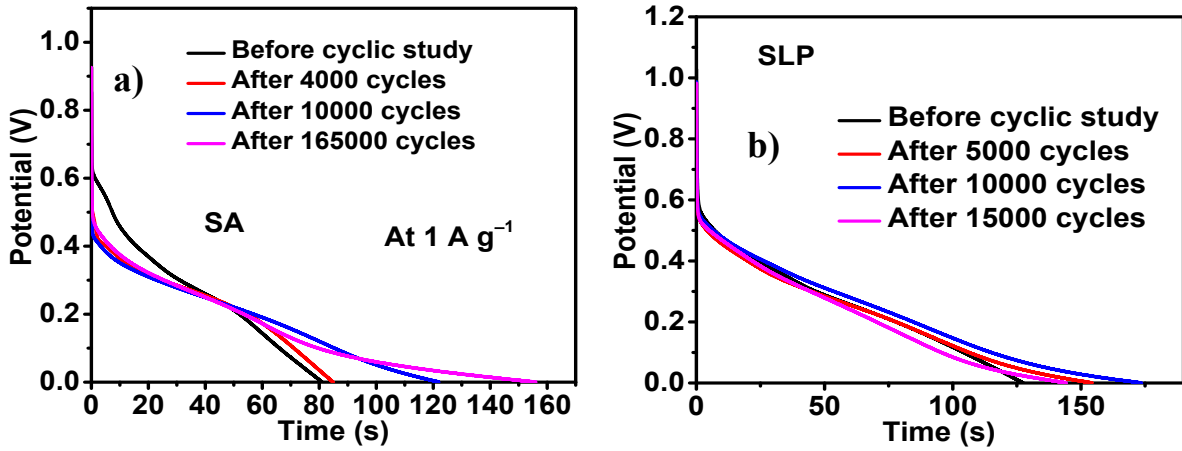 a)
Before cyclic study
After 4000 cycles
After 10000 cycles
After 165000 cycles
SA
At 1 A g⁻¹
Potential (V)
1.0
0.8
0.6
0.4
0.2
0.0
0 20 40 60 80 100 120 140 160
Time (s)
SLP
b)
Before cyclic study
After 5000 cycles
After 10000 cycles
After 15000 cycles
Potential (V)
1.2
1.0
0.8
0.6
0.4
0.2
0.0
0 50 100 150
Time (s)